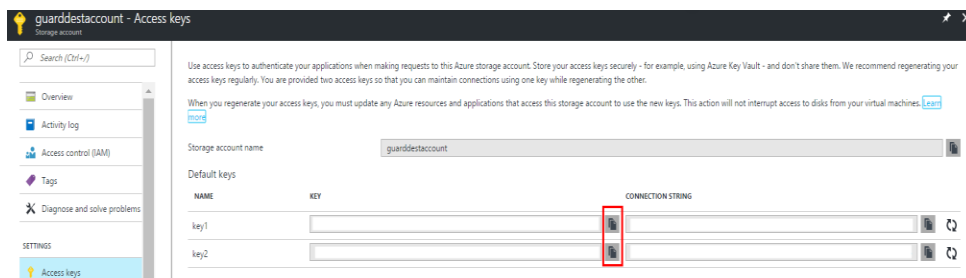 guarddestaccount - Access keys
Storage account
Search (Ctrl+/)
Overview
Activity log
Access control (IAM)
Tags
Diagnose and solve problems
SETTINGS
Access keys
Use access keys to authenticate your applications when making requests to this Azure storage account. Store your access keys securely - for example, using Azure Key Vault - and don't share them. We recommend regenerating your
access keys regularly. You are provided two access keys so that you can maintain connections using one key while regenerating the other.
When you regenerate your access keys, you must update any Azure resources and applications that access this storage account to use the new keys. This action will not interrupt access to disks from your virtual machines. Learn
more
Storage account name
guarddestaccount
Default keys
NAME KEY CONNECTION STRING
key1
key2